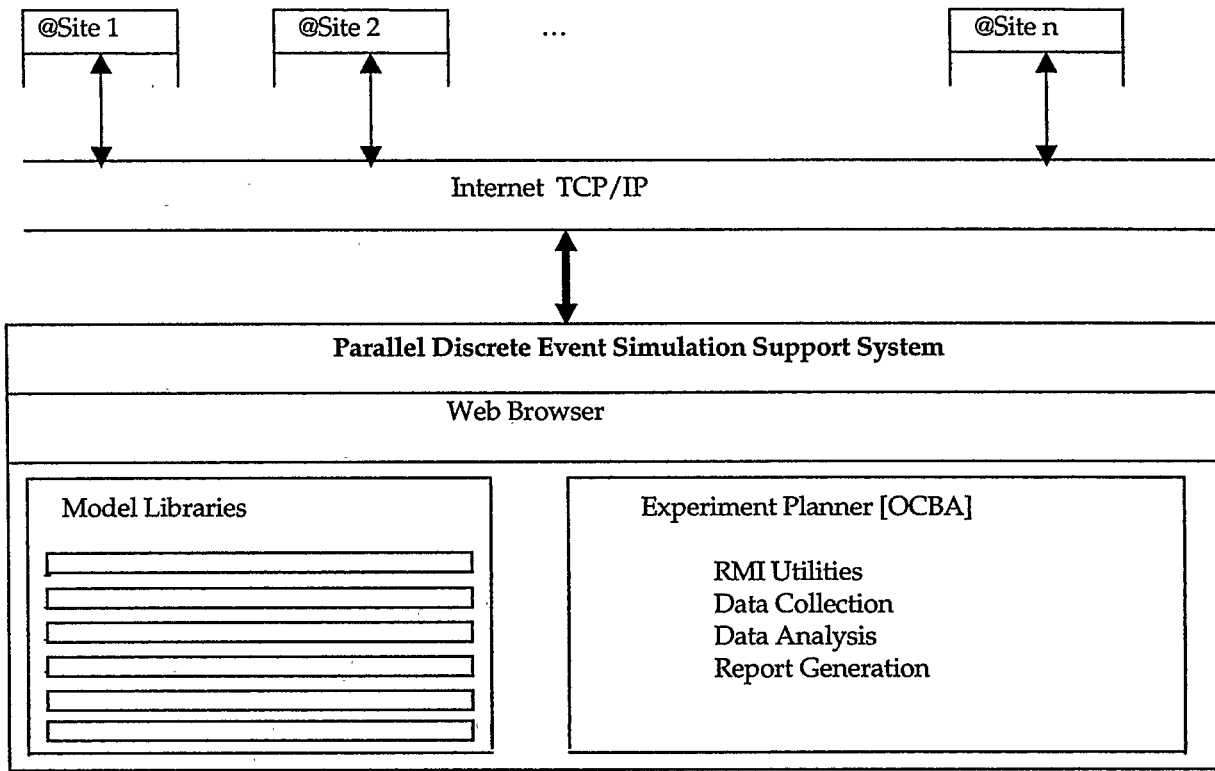 @Site 1
@Site 2
...
@Site n
Internet TCP/IP
Parallel Discrete Event Simulation Support System
Web Browser
Model Libraries
Experiment Planner [OCBA]
RMI Utilities
Data Collection
Data Analysis
Report Generation